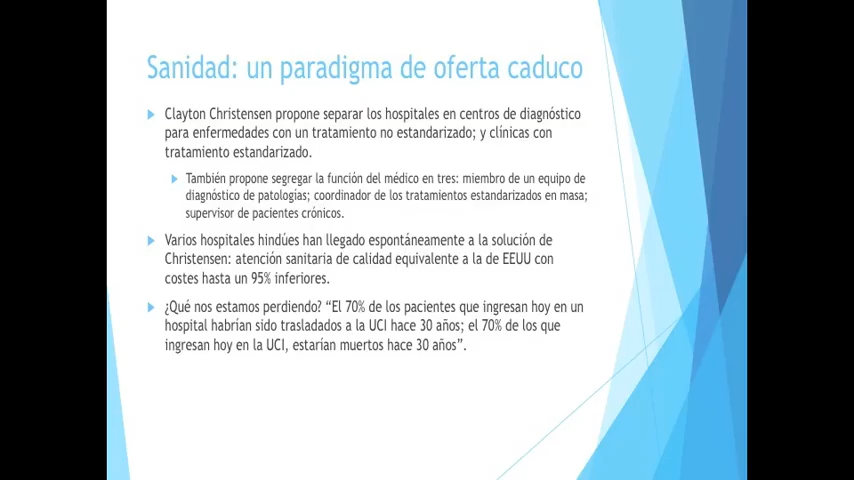 Sanidad: un paradigma de oferta caduco
Clayton Christensen propone separar los hospitales en centros de diagnóstico
para enfermedades con un tratamiento no estandarizado; y clínicas con
tratamiento estandarizado.
También propone segregar la función del médico en tres: miembro de un equipo de
diagnóstico de patologías; coordinador de los tratamientos estandarizados en masa;
supervisor de pacientes crónicos.
Varios hospitales hindúes han llegado espontáneamente a la solución de
Christensen: atención sanitaria de calidad equivalente a la de EEUU con
costes hasta un 95% inferiores.
¿Qué nos estamos perdiendo? “El 70% de los pacientes que ingresan hoy en un
hospital habrían sido trasladados a la UCI hace 30 años; el 70% de los que
ingresan hoy en la UCI, estarían muertos hace 30 años”.